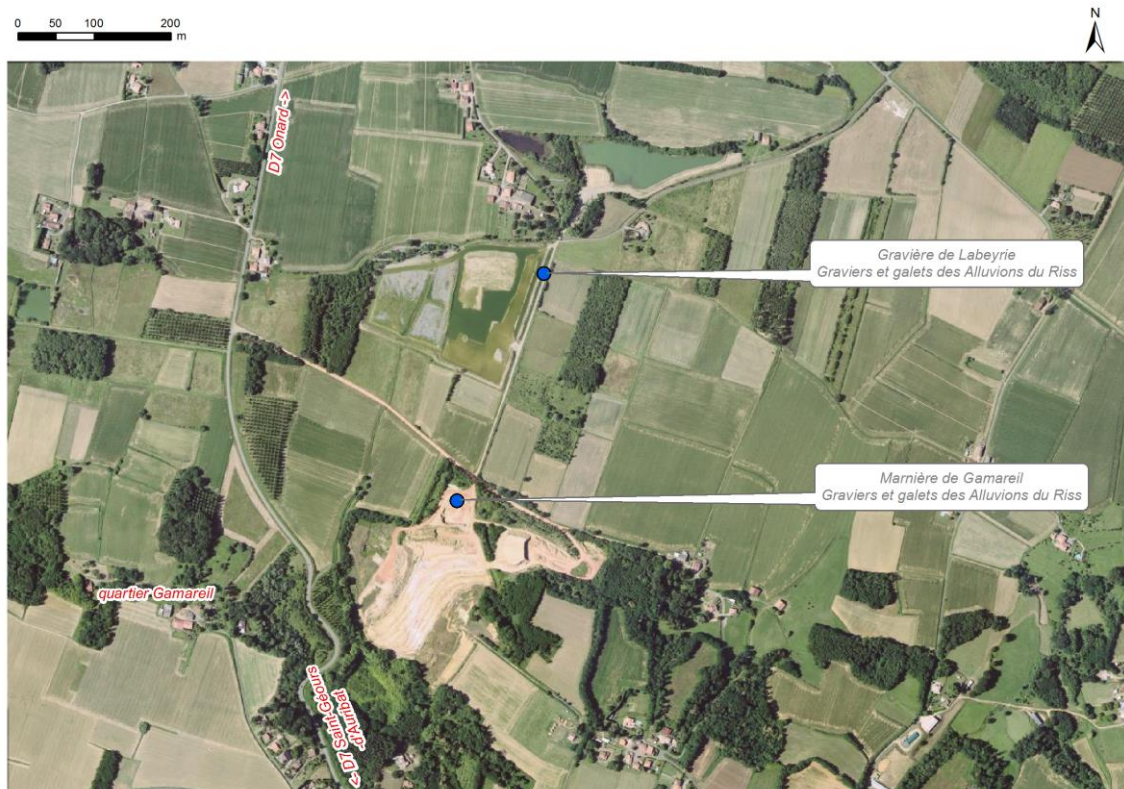 0 50 100 200
m
N
D7 Onard ->
Gravière de Labeyrie
Graviers et galets des Alluvions du Riss
Marnière de Gamareil
Graviers et galets des Alluvions du Riss
quartier Gamareil
<- D7 Saint-Geours
d'Auribat